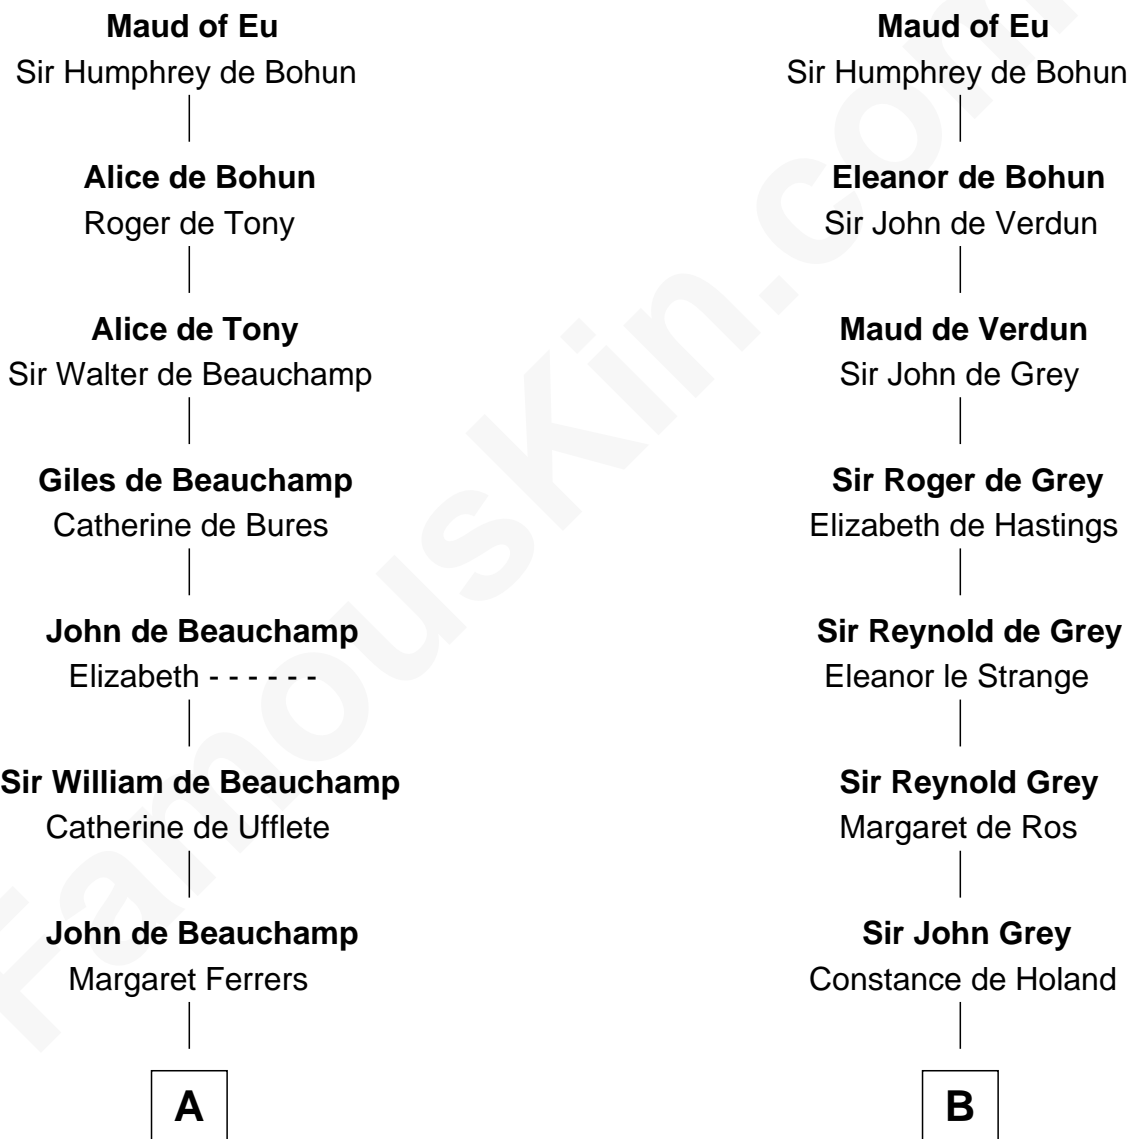 Maud of Eu
Sir Humphrey de Bohun
Alice de Bohun
Roger de Tony
Alice de Tony
Sir Walter de Beauchamp
Giles de Beauchamp
Catherine de Bures
John de Beauchamp
Elizabeth - - - - - -
Sir William de Beauchamp
Catherine de Ufflete
John de Beauchamp
Margaret Ferrers
A
Maud of Eu
Sir Humphrey de Bohun
Eleanor de Bohun
Sir John de Verdun
Maud de Verdun
Sir John de Grey
Sir Roger de Grey
Elizabeth de Hastings
Sir Reynold de Grey
Eleanor le Strange
Sir Reynold Grey
Margaret de Ros
Sir John Grey
Constance de Holand
B
FamousKin.com